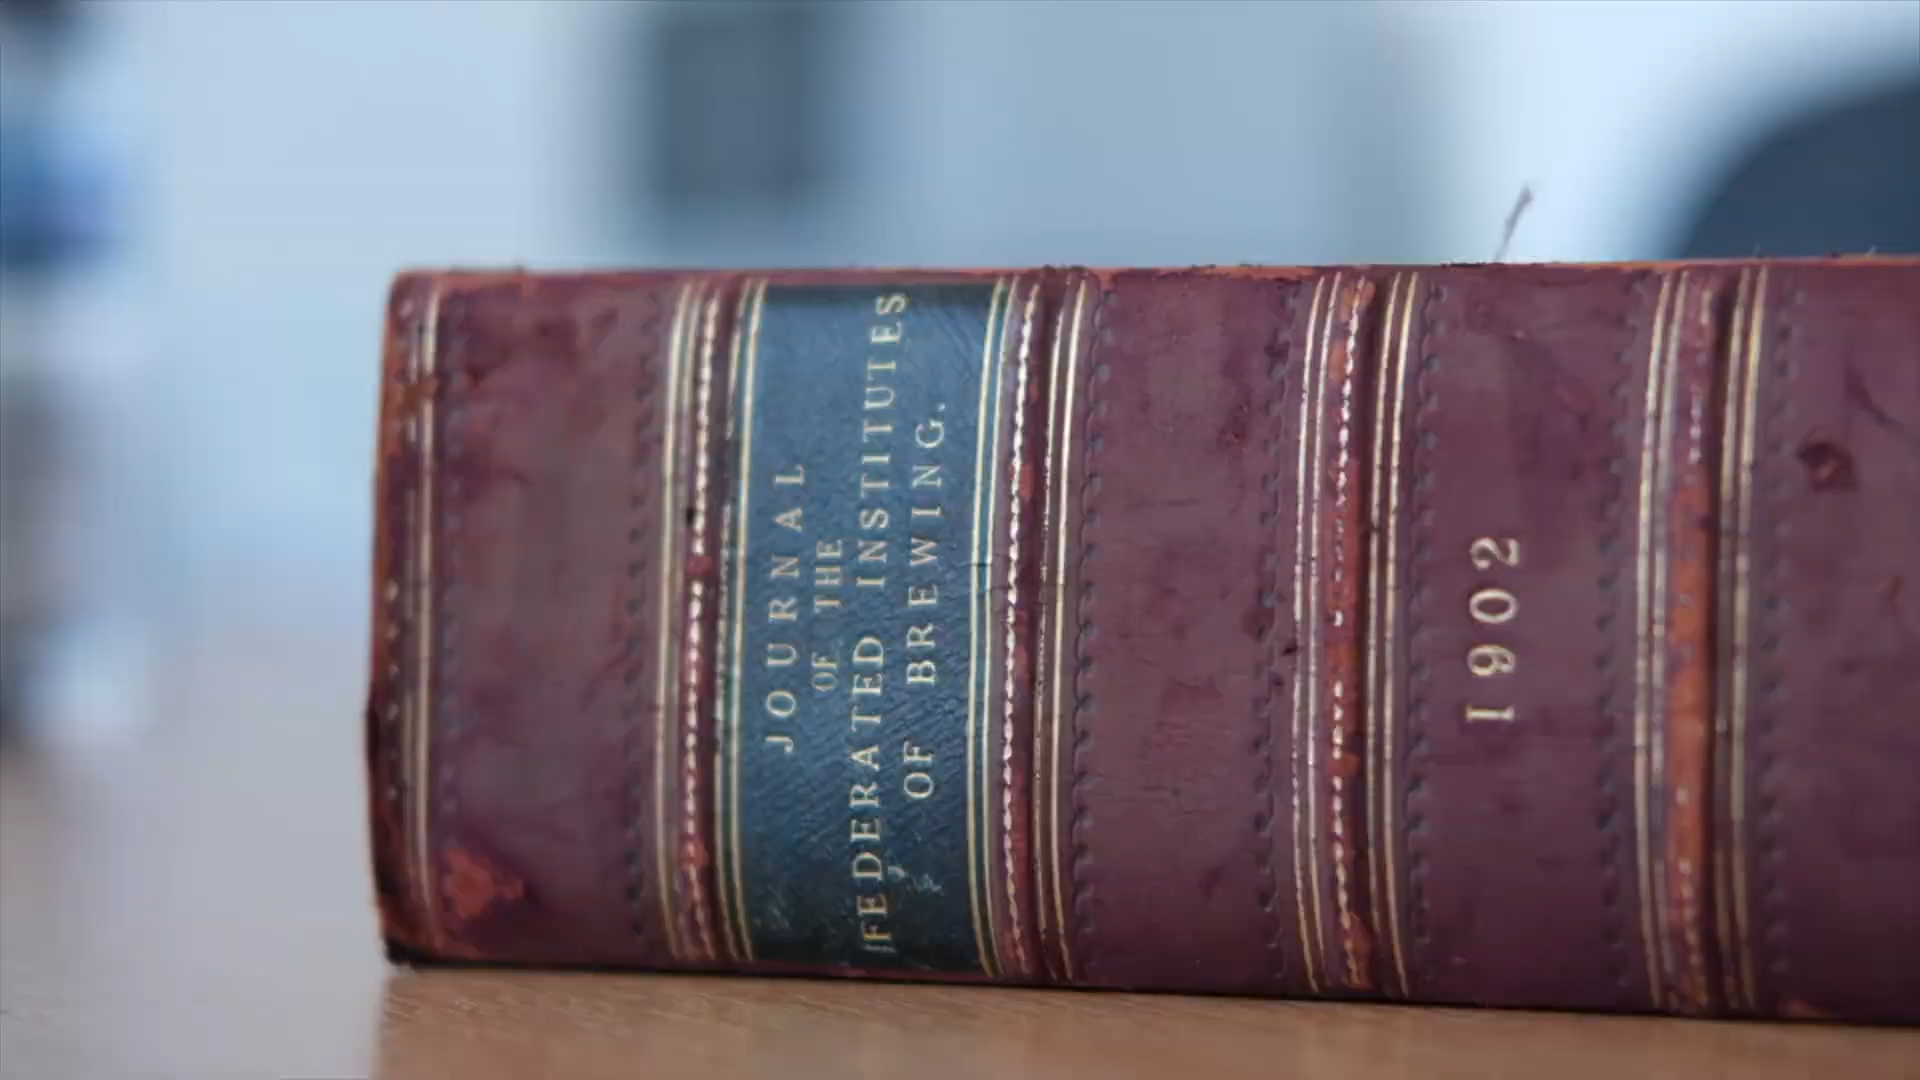 JOURNAL
OF THE
FEDERATED INSTITUTES
OF BREWING.
1902